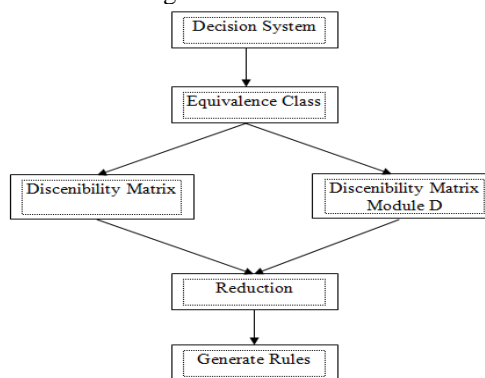 Decision System
Equivalence Class
Discenibility Matrix
Discenibility Matrix
Module D
Reduction
Generate Rules